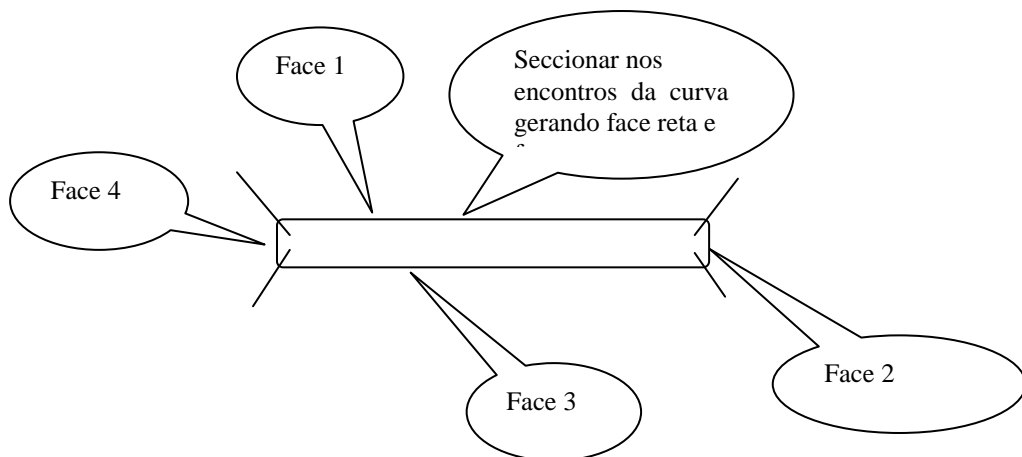 Face 1
Seccionar nos
encontros da curva
gerando face reta e
Face 4
Face 2
Face 3